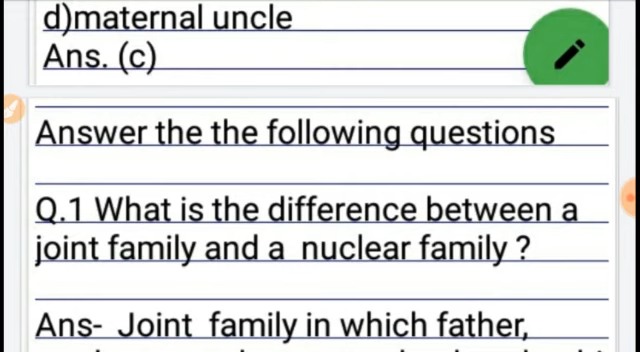 d)maternal uncle
Ans. (c)
Answer the the following questions
Q.1 What is the difference between a
joint family and a nuclear family ?
Ans- Joint family in which father,